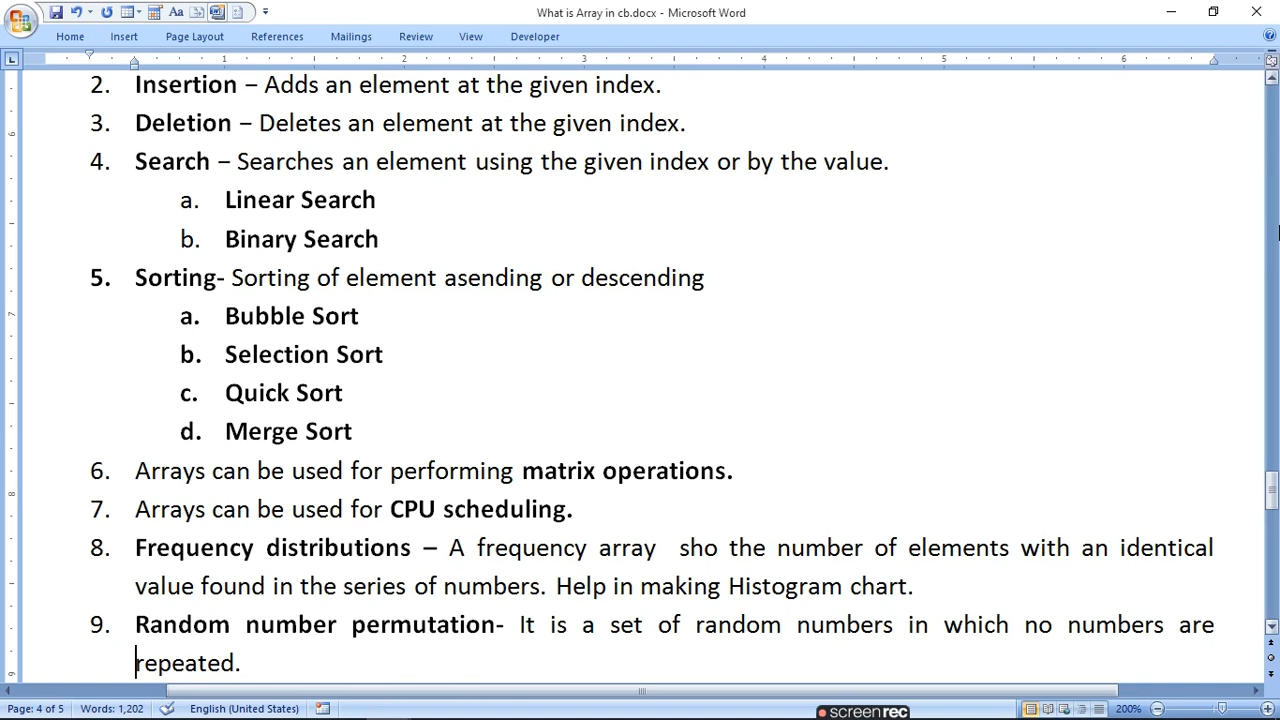 What is Array in cb.docx - Microsoft Word
Home Insert Page Layout References Mailings Review View Developer
1 2 3 4 5 6
2. Insertion – Adds an element at the given index.
3. Deletion – Deletes an element at the given index.
4. Search – Searches an element using the given index or by the value.
a. Linear Search
b. Binary Search
5. Sorting- Sorting of element asending or descending
a. Bubble Sort
b. Selection Sort
c. Quick Sort
d. Merge Sort
6. Arrays can be used for performing matrix operations.
7. Arrays can be used for CPU scheduling.
8. Frequency distributions – A frequency array sho the number of elements with an identical
value found in the series of numbers. Help in making Histogram chart.
9. Random number permutation- It is a set of random numbers in which no numbers are
repeated.
Page: 4 of 5 Words: 1,202 English (United States) 200%
screenrec